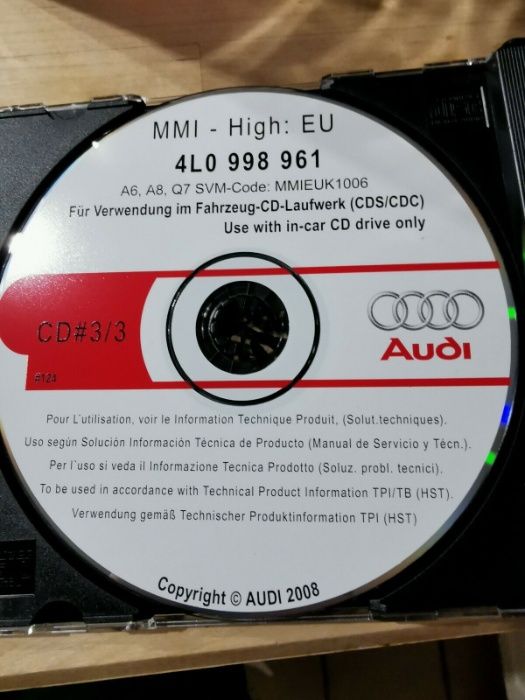 MMI - High: EU
4L0 998 961
A6, A8, Q7 SVM-Code: MMIEUK1006
Für Verwendung im Fahrzeug-CD-Laufwerk (CDS/CDC)
Use with in-car CD drive only
CD#3/3
Audi
#124
Pour L'utilisation, voir le Information Technique Produit, (Solut.techniques).
Uso según Solución Información Técnica de Producto (Manual de Servicio y Técn.).
Per l`uso si veda il Informazione Tecnica Prodotto (Soluz. probl. tecnici).
To be used in accordance with Technical Product Information TPI/TB (HST).
Verwendung gemäß Technischer Produktinformation TPI (HST)
Copyright © AUDI 2008